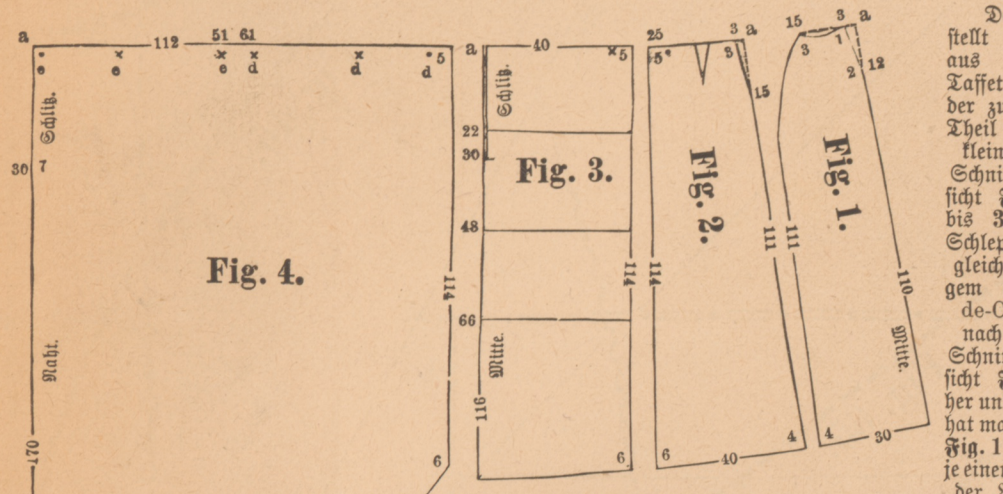 a 112 51 61
e e e d d d 5
Schlitz.
30 7
Fig. 4.
114
Naht.
170
6
a 40 5
Schlitz.
22
30
Fig. 3.
48
114
66
Mitte.
116
6
25 3 a
5 3
15
Fig. 2.
111
114
6 40 4
15 3 a
3 1
2 12
Fig. 1.
111
110
Mitte.
4 30
D
stellt
aus
Taffet
der zu
Theil
klein
Schni
sicht
bis 3
Schlep
gleich
gem
de-O
nach
Schni
sicht
her un
hat ma
Fig. 1
je einer
der